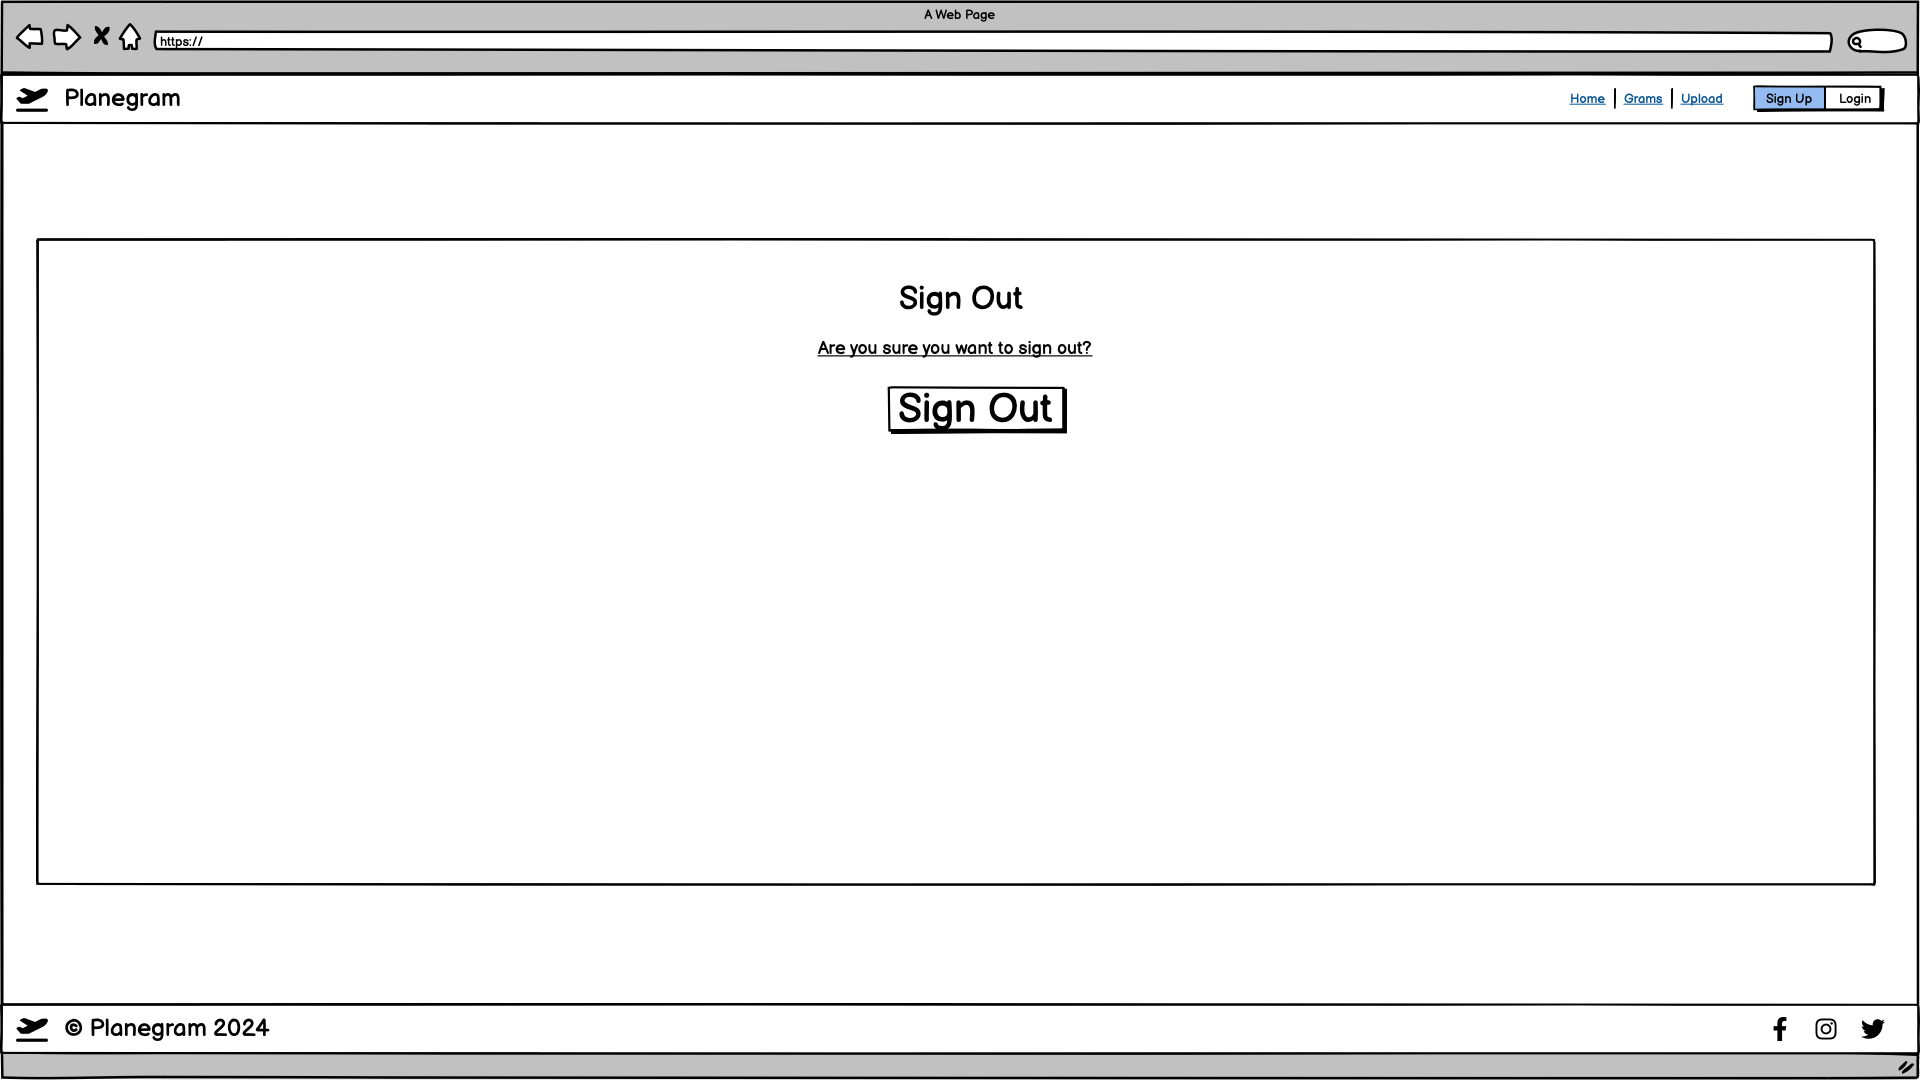 A Web Page
https://
Planegram
Home Grams Upload Sign Up Login
Sign Out
Are you sure you want to sign out?
Sign Out
© Planegram 2024